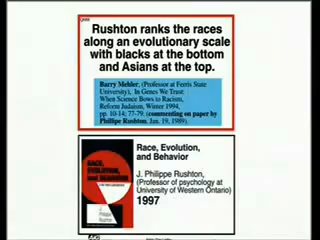 Rushton ranks the races
along an evolutionary scale
with blacks at the bottom
and Asians at the top.
Barry Mehler, (Professor at Ferris State
University), In Genes We Trust:
When Science Bows to Racism,
Reform Judaism, Winter 1994,
pp. 10-14; 77-79. (commenting on paper by
Phillipe Rushton, Jan. 19, 1989).
RACE,
EVOLUTION,
AND BEHAVIOR
J. Philippe
Rushton
Race, Evolution,
and Behavior
J. Philippe Rushton,
(Professor of psychology at
University of Western Ontario)
1997